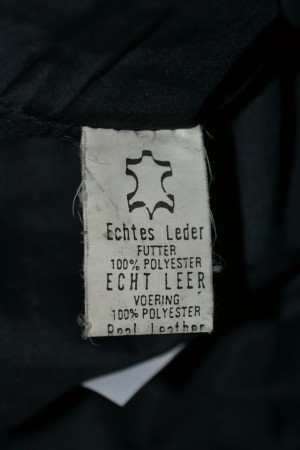 Echtes Leder
FUTTER
100% POLYESTER
ECHT LEER
VOERING
100% POLYESTER
Real Leather